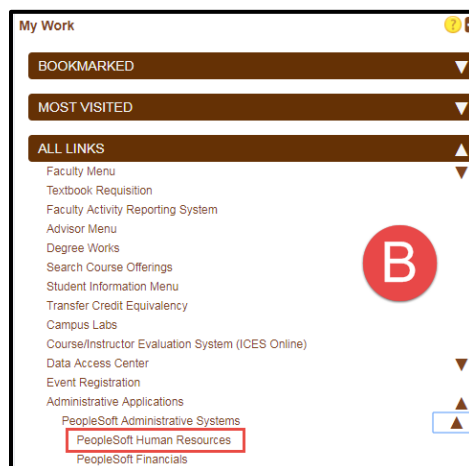 My Work
?
BOOKMARKED
MOST VISITED
ALL LINKS
Faculty Menu
Textbook Requisition
Faculty Activity Reporting System
Advisor Menu
Degree Works
Search Course Offerings
Student Information Menu
Transfer Credit Equivalency
Campus Labs
Course/Instructor Evaluation System (ICES Online)
Data Access Center
Event Registration
Administrative Applications
PeopleSoft Administrative Systems
PeopleSoft Human Resources
PeopleSoft Financials
B